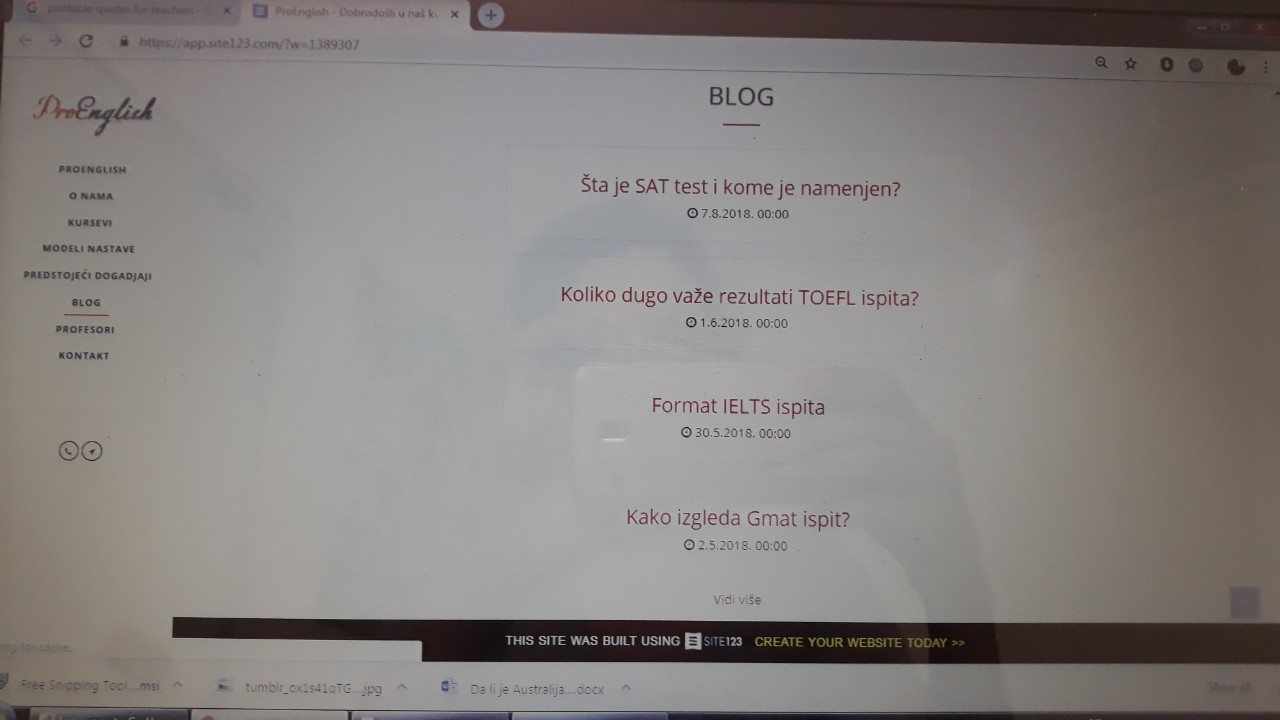 printable quotes for teachers -
ProEnglish - Dobrodošli u naš k
https://app.site123.com/?w=1389307
ProEnglish
PROENGLISH
O NAMA
KURSEVI
MODELI NASTAVE
PREDSTOJEĆI DOGADJAJI
BLOG
PROFESORI
KONTAKT
BLOG
Šta je SAT test i kome je namenjen?
7.8.2018. 00:00
Koliko dugo važe rezultati TOEFL ispita?
1.6.2018. 00:00
Format IELTS ispita
30.5.2018. 00:00
Kako izgleda Gmat ispit?
2.5.2018. 00:00
Vidi više
THIS SITE WAS BUILT USING SITE123 CREATE YOUR WEBSITE TODAY >>
for cache...
Free Snipping Tool....msi
tumblr_ox1s41qTG....jpg
Da li je Australija....docx
Show all